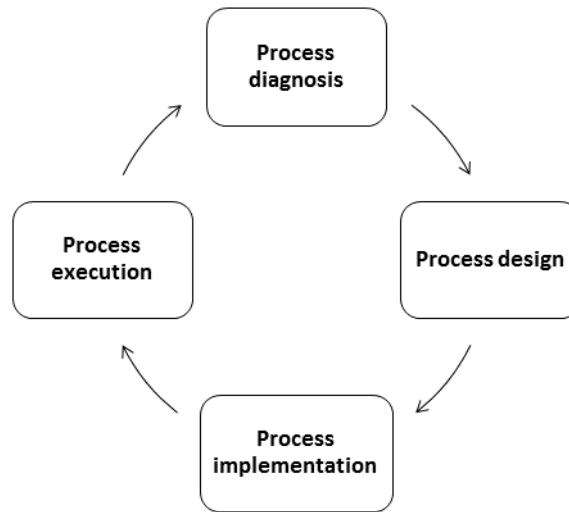 Process
diagnosis
Process design
Process
implementation
Process
execution